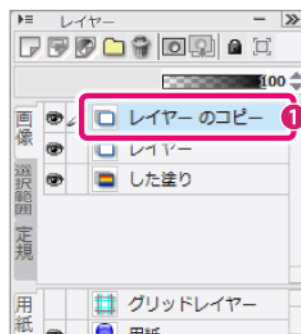 レイヤー
100
画像
レイヤー のコピー
1
レイヤー
選択範囲
した塗り
定規
用紙
グリッドレイヤー
用紙